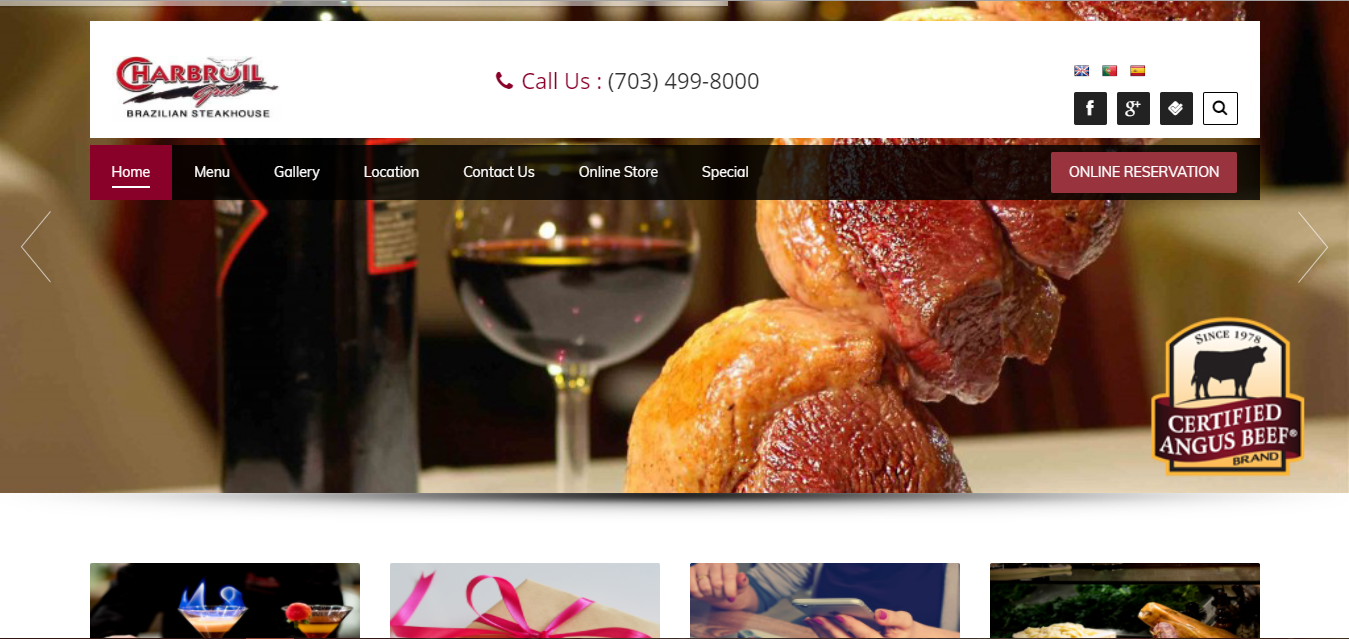 CHARBROIL
Grille
BRAZILIAN STEAKHOUSE
Call Us : (703) 499-8000
Home Menu Gallery Location Contact Us Online Store Special ONLINE RESERVATION
SINCE 1978
CERTIFIED
ANGUS BEEF®
BRAND